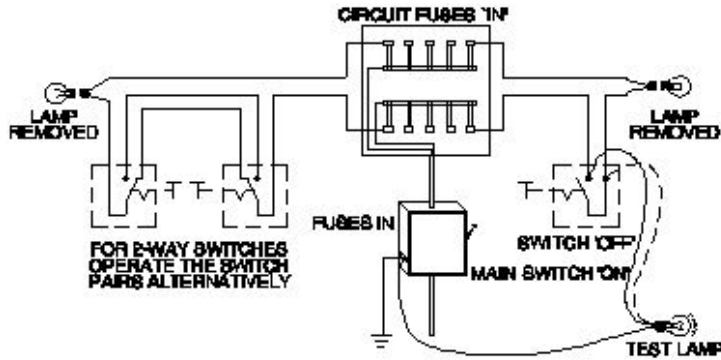 CIRCUIT FUSES "IN"
LAMP
REMOVED
LAMP
REMOVED
FUSES IN
SWITCH 'OFF'
FOR 2-WAY SWITCHES
OPERATE THE SWITCH
PAIRS ALTERNATIVELY
MAIN SWITCH "ON"
TEST LAMP